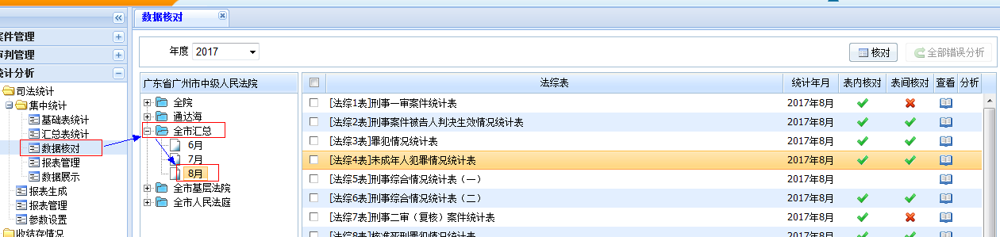 数据核对
案件管理
审判管理
统计分析
司法统计
集中统计
基础表统计
汇总表统计
数据核对
报表管理
数据展示
报表生成
报表管理
参数设置
收结存情况
年度 2017
核对 全部错误分析
广东省广州市中级人民法院
全院
通达海
全市汇总
6月
7月
8月
全市基层法院
全市人民法庭
法综表 统计年月 表内核对 表间核对 查看 分析
[法综1表]刑事一审案件统计表 2017年8月
[法综2表]刑事案件被告人判决生效情况统计表 2017年8月
[法综3表]罪犯情况统计表 2017年8月
[法综4表]未成年人犯罪情况统计表 2017年8月
[法综5表]刑事综合情况统计表（一） 2017年8月
[法综6表]刑事综合情况统计表（二） 2017年8月
[法综7表]刑事二审（复核）案件统计表 2017年8月
[法综8表]核准死刑罪犯情况统计表 2017年8月